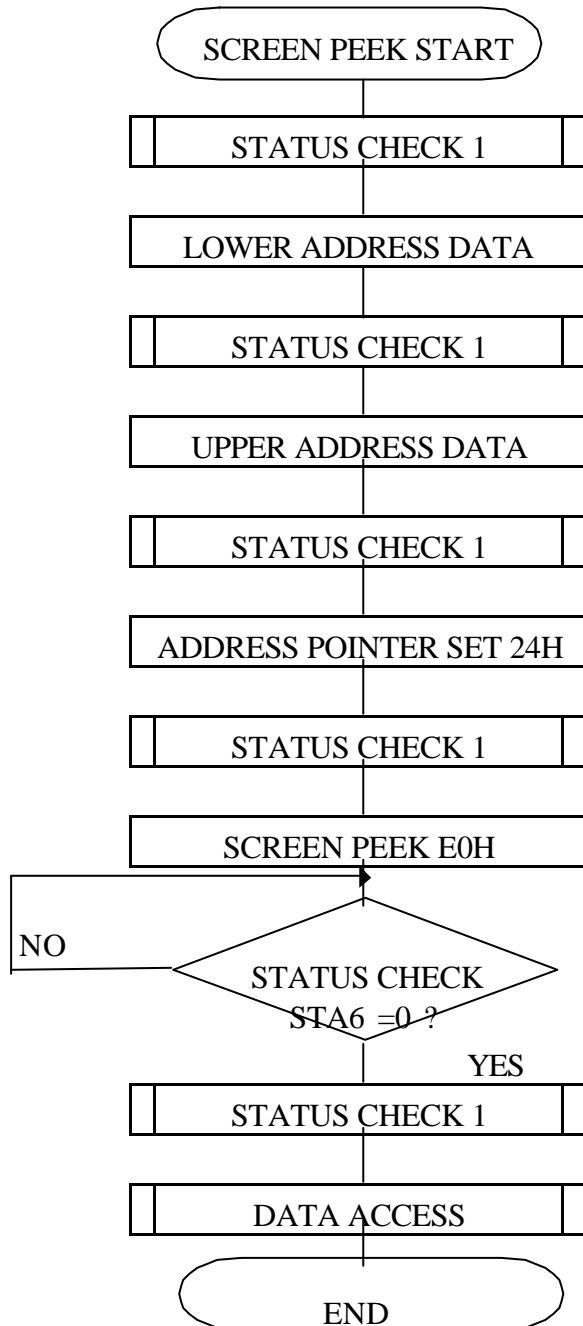 SCREEN PEEK START
STATUS CHECK 1
LOWER ADDRESS DATA
STATUS CHECK 1
UPPER ADDRESS DATA
STATUS CHECK 1
ADDRESS POINTER SET 24H
STATUS CHECK 1
SCREEN PEEK E0H
NO
STATUS CHECK
STA6 =0 ?
YES
STATUS CHECK 1
DATA ACCESS
END